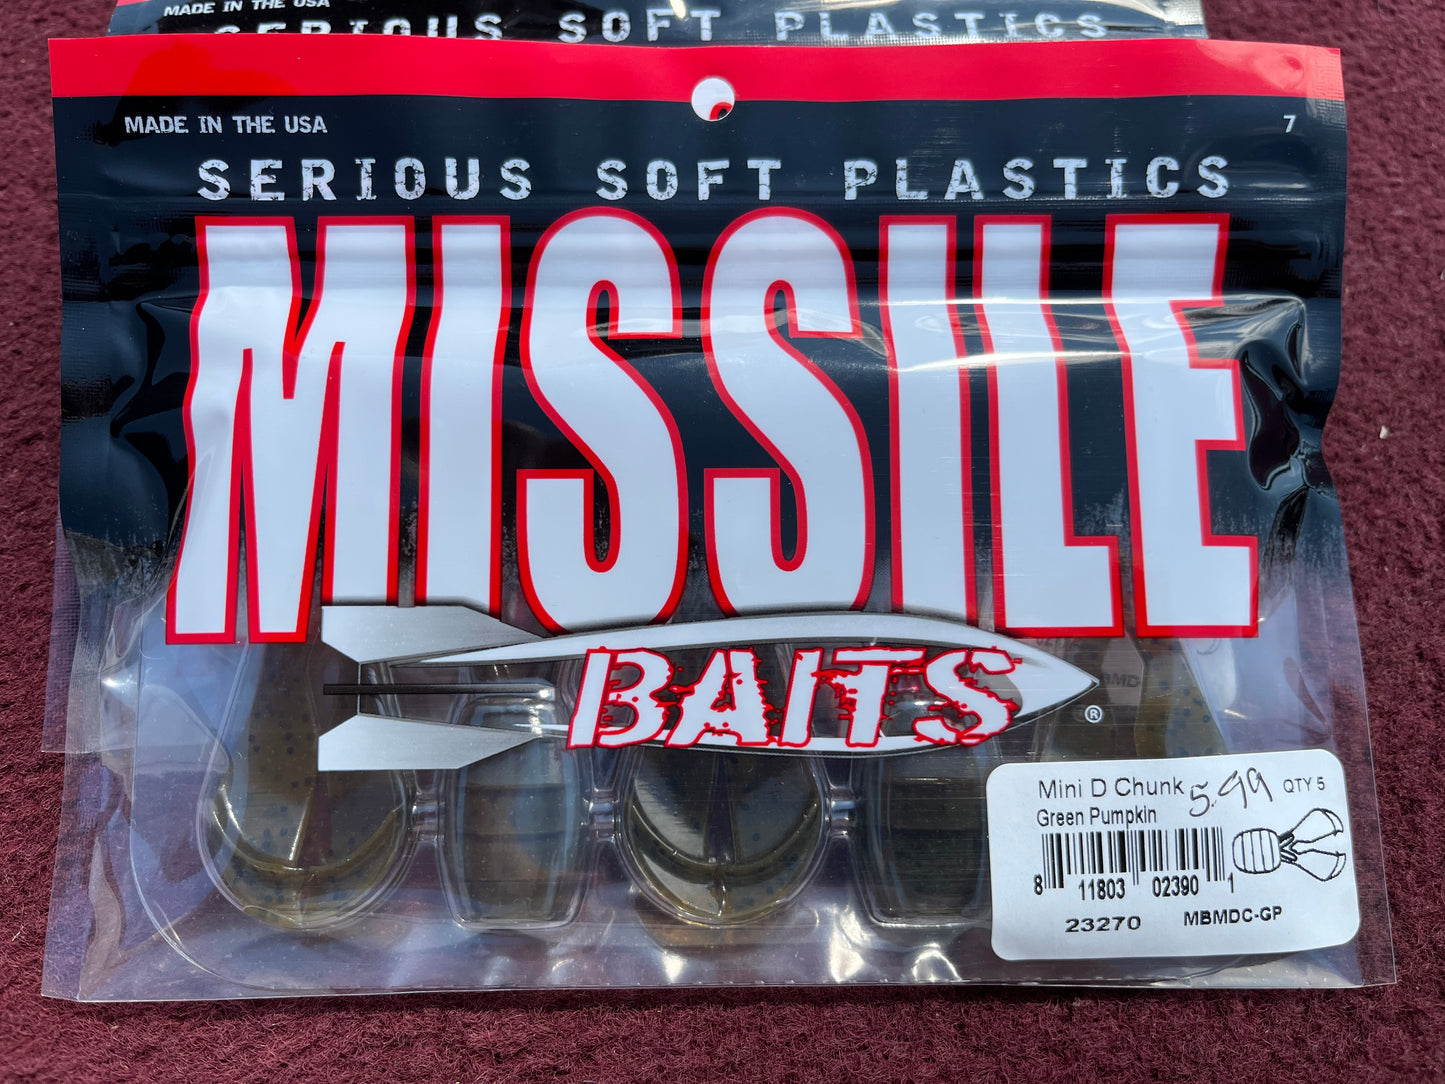 MADE IN THE USA
SERIOUS SOFT PLASTICS
MADE IN THE USA
7
SERIOUS SOFT PLASTICS
MISSILE
BAITS
®
Mini D Chunk 5.99 QTY 5
Green Pumpkin
8 11803 02390 1
23270 MBMDC-GP